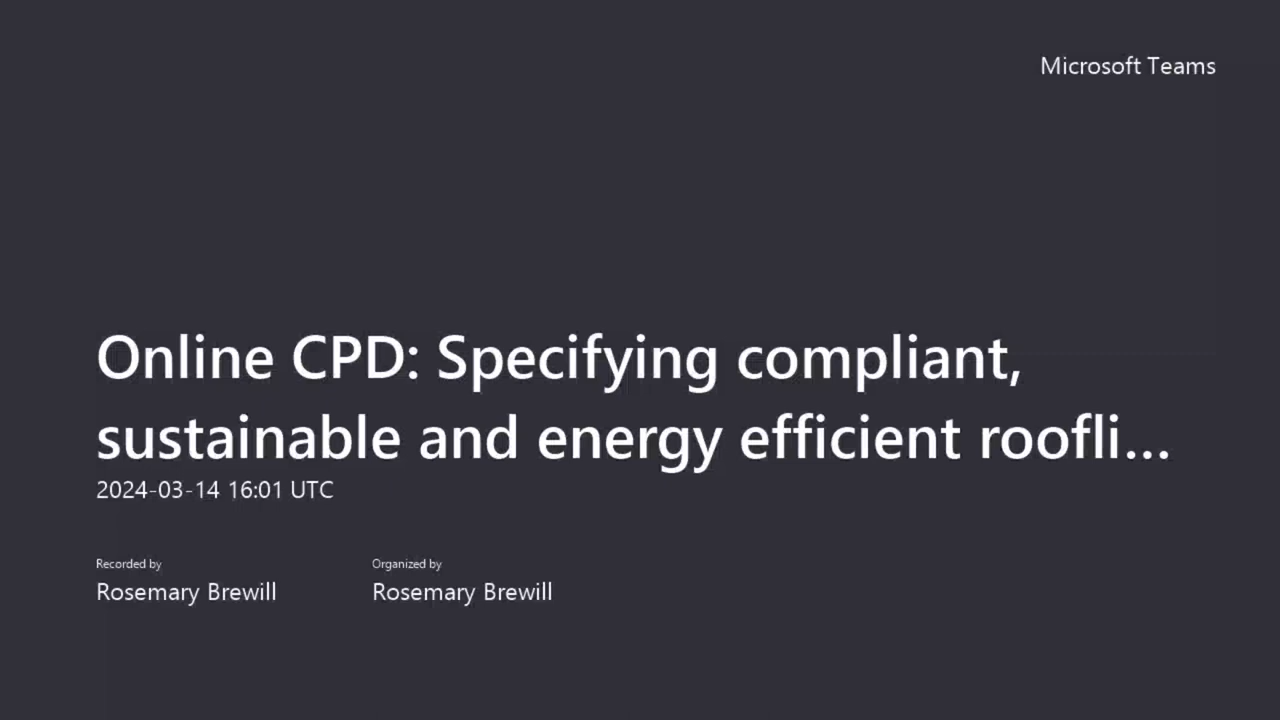 Microsoft Teams
Online CPD: Specifying compliant,
sustainable and energy efficient roofli...
2024-03-14 16:01 UTC
Recorded by
Organized by
Rosemary Brewill
Rosemary Brewill